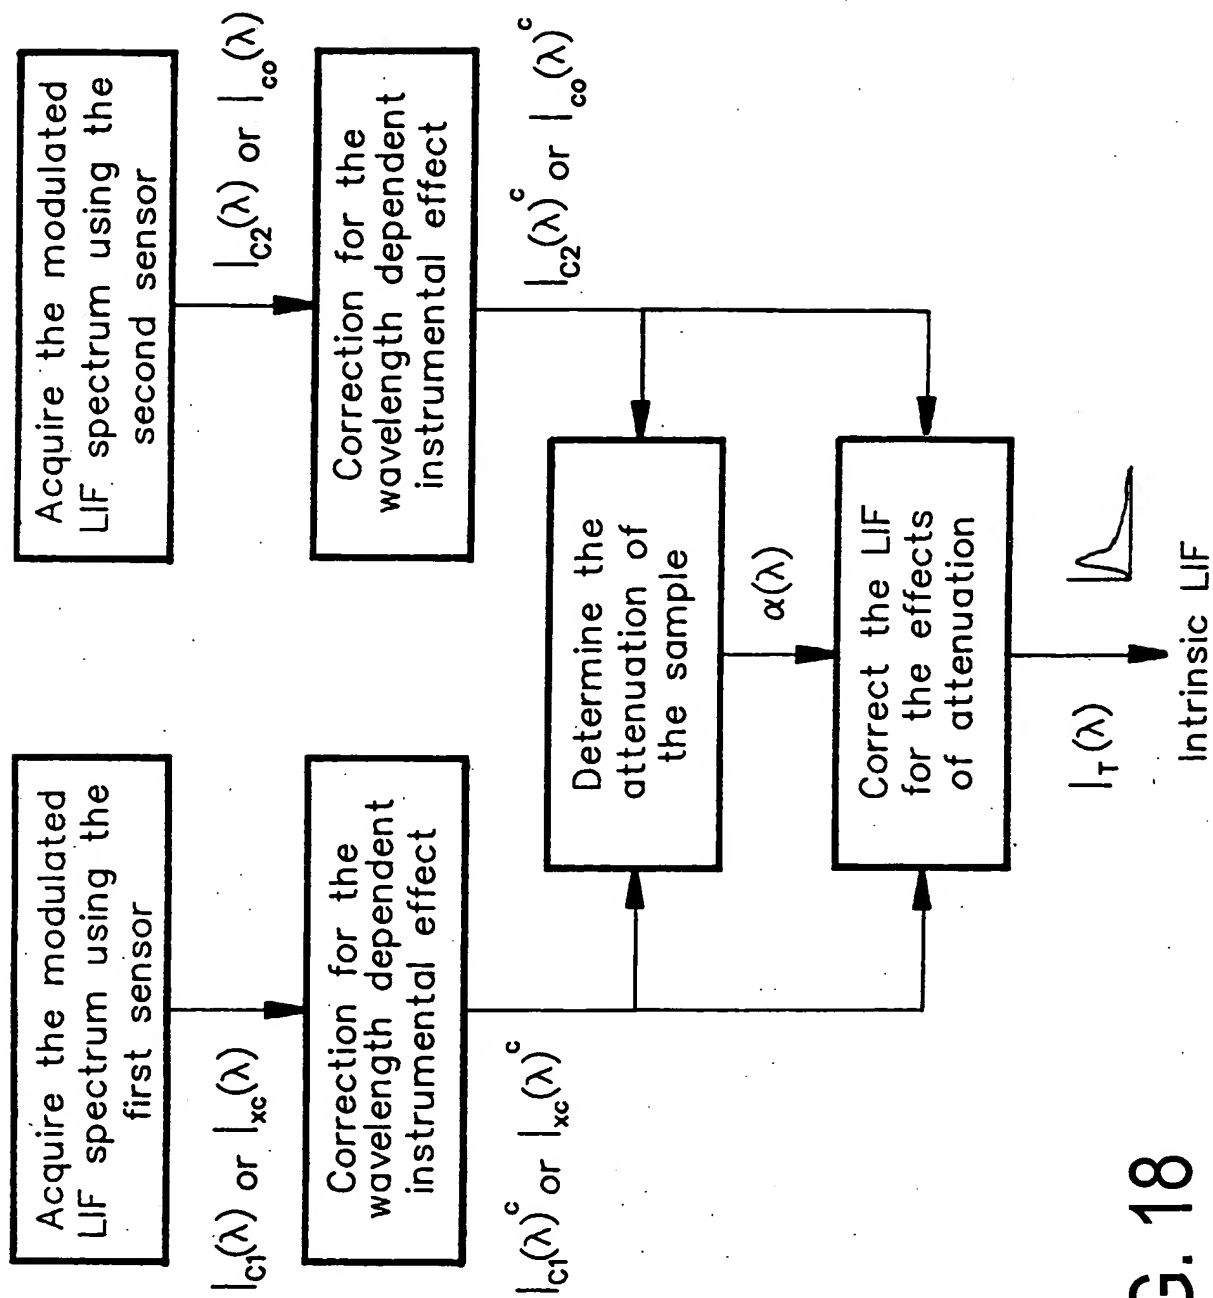 Acquire the modulated
LIF spectrum using the
first sensor
I_C1(λ) or I_xc(λ)
Correction for the
wavelength dependent
instrumental effect
I_C1(λ)^c or I_xc(λ)^c
Acquire the modulated
LIF spectrum using the
second sensor
I_C2(λ) or I_co(λ)
Correction for the
wavelength dependent
instrumental effect
I_C2(λ)^c or I_co(λ)^c
Determine the
attenuation of
the sample
α(λ)
Correct the LIF
for the effects
of attenuation
I_T(λ)
Intrinsic LIF
G. 18